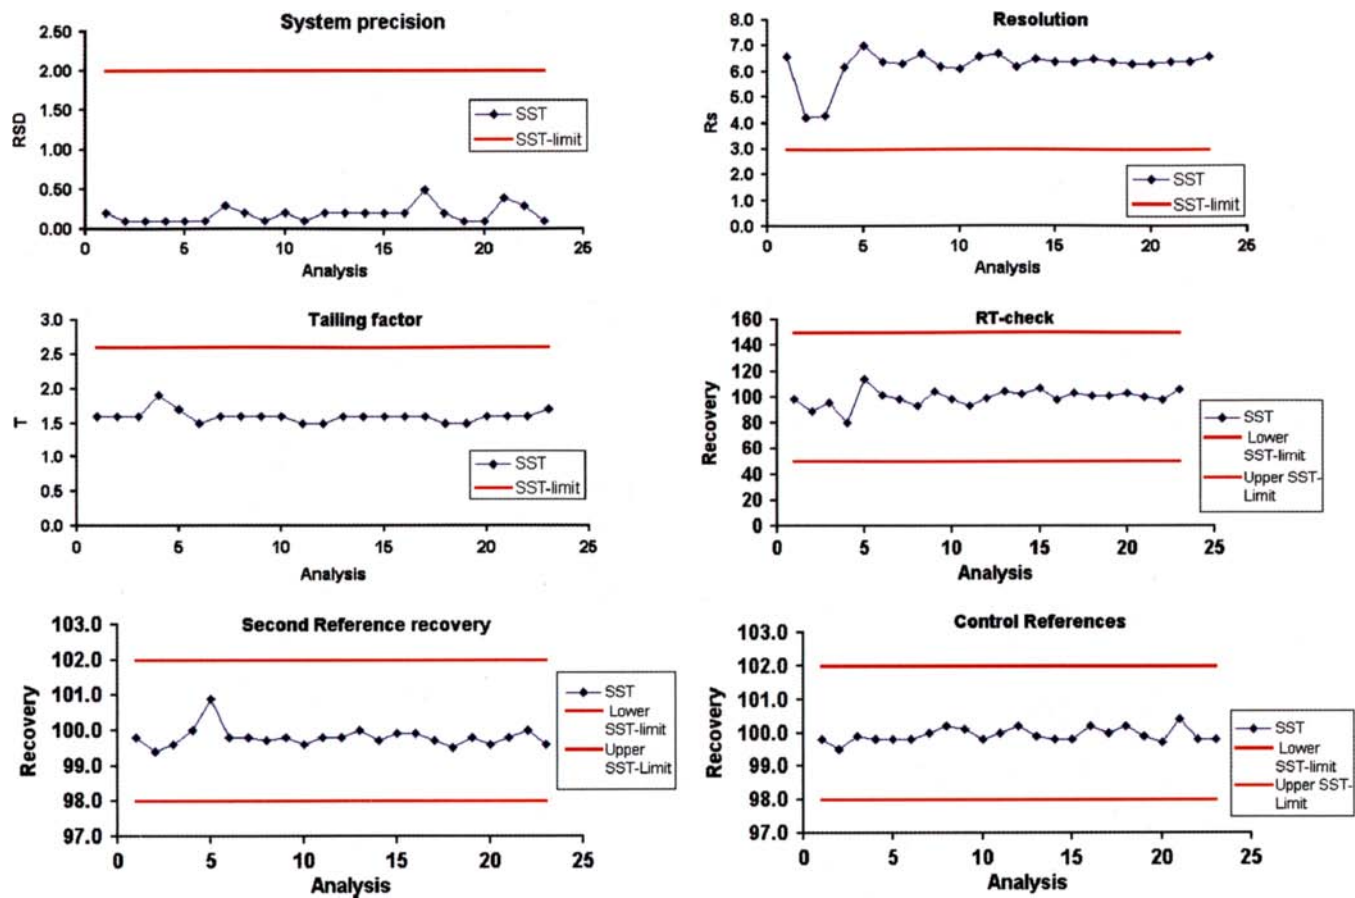 System precision
2.50
2.00
1.50
1.00
0.50
0.00
RSD
0 5 10 15 20 25
Analysis
SST
SST-limit
Resolution
8.0
7.0
6.0
5.0
4.0
3.0
2.0
1.0
0.0
Rs
0 5 10 15 20 25
Analysis
SST
SST-limit
Tailing factor
3.0
2.5
2.0
1.5
1.0
0.5
0.0
T
0 5 10 15 20 25
Analysis
SST
SST-limit
RT-check
160
140
120
100
80
60
40
20
0
Recovery
0 5 10 15 20 25
Analysis
SST
Lower
SST-limit
Upper SST-
Limit
Second Reference recovery
103.0
102.0
101.0
100.0
99.0
98.0
97.0
Recovery
0 5 10 15 20 25
Analysis
SST
Lower
SST-limit
Upper
SST-Limit
Control References
103.0
102.0
101.0
100.0
99.0
98.0
97.0
Recovery
0 5 10 15 20 25
Analysis
SST
Lower
SST-limit
Upper SST-
Limit